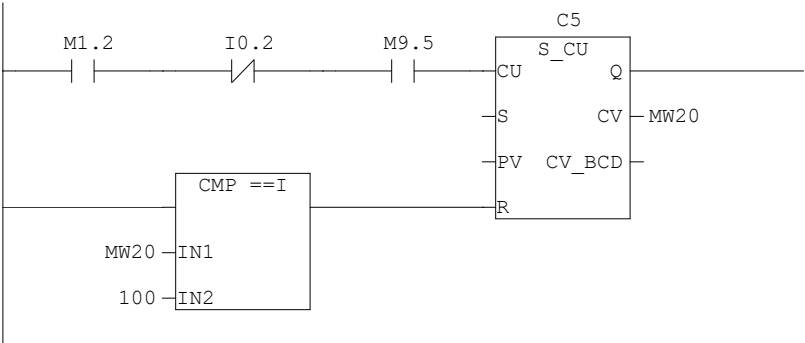 C5
M1.2 I0.2 M9.5 S_CU
CU Q
S CV MW20
PV CV_BCD
CMP ==I
R
MW20 IN1
100 IN2